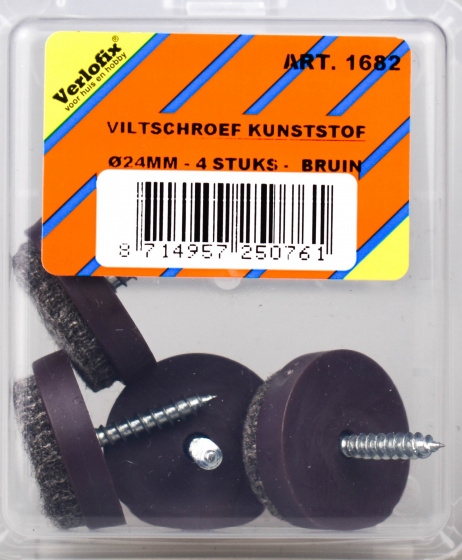 Verlofix®
voor huis en hobby
ART. 1682
VILTSCHROEF KUNSTSTOF
Ø24MM - 4 STUKS - BRUIN
8 714957 250761